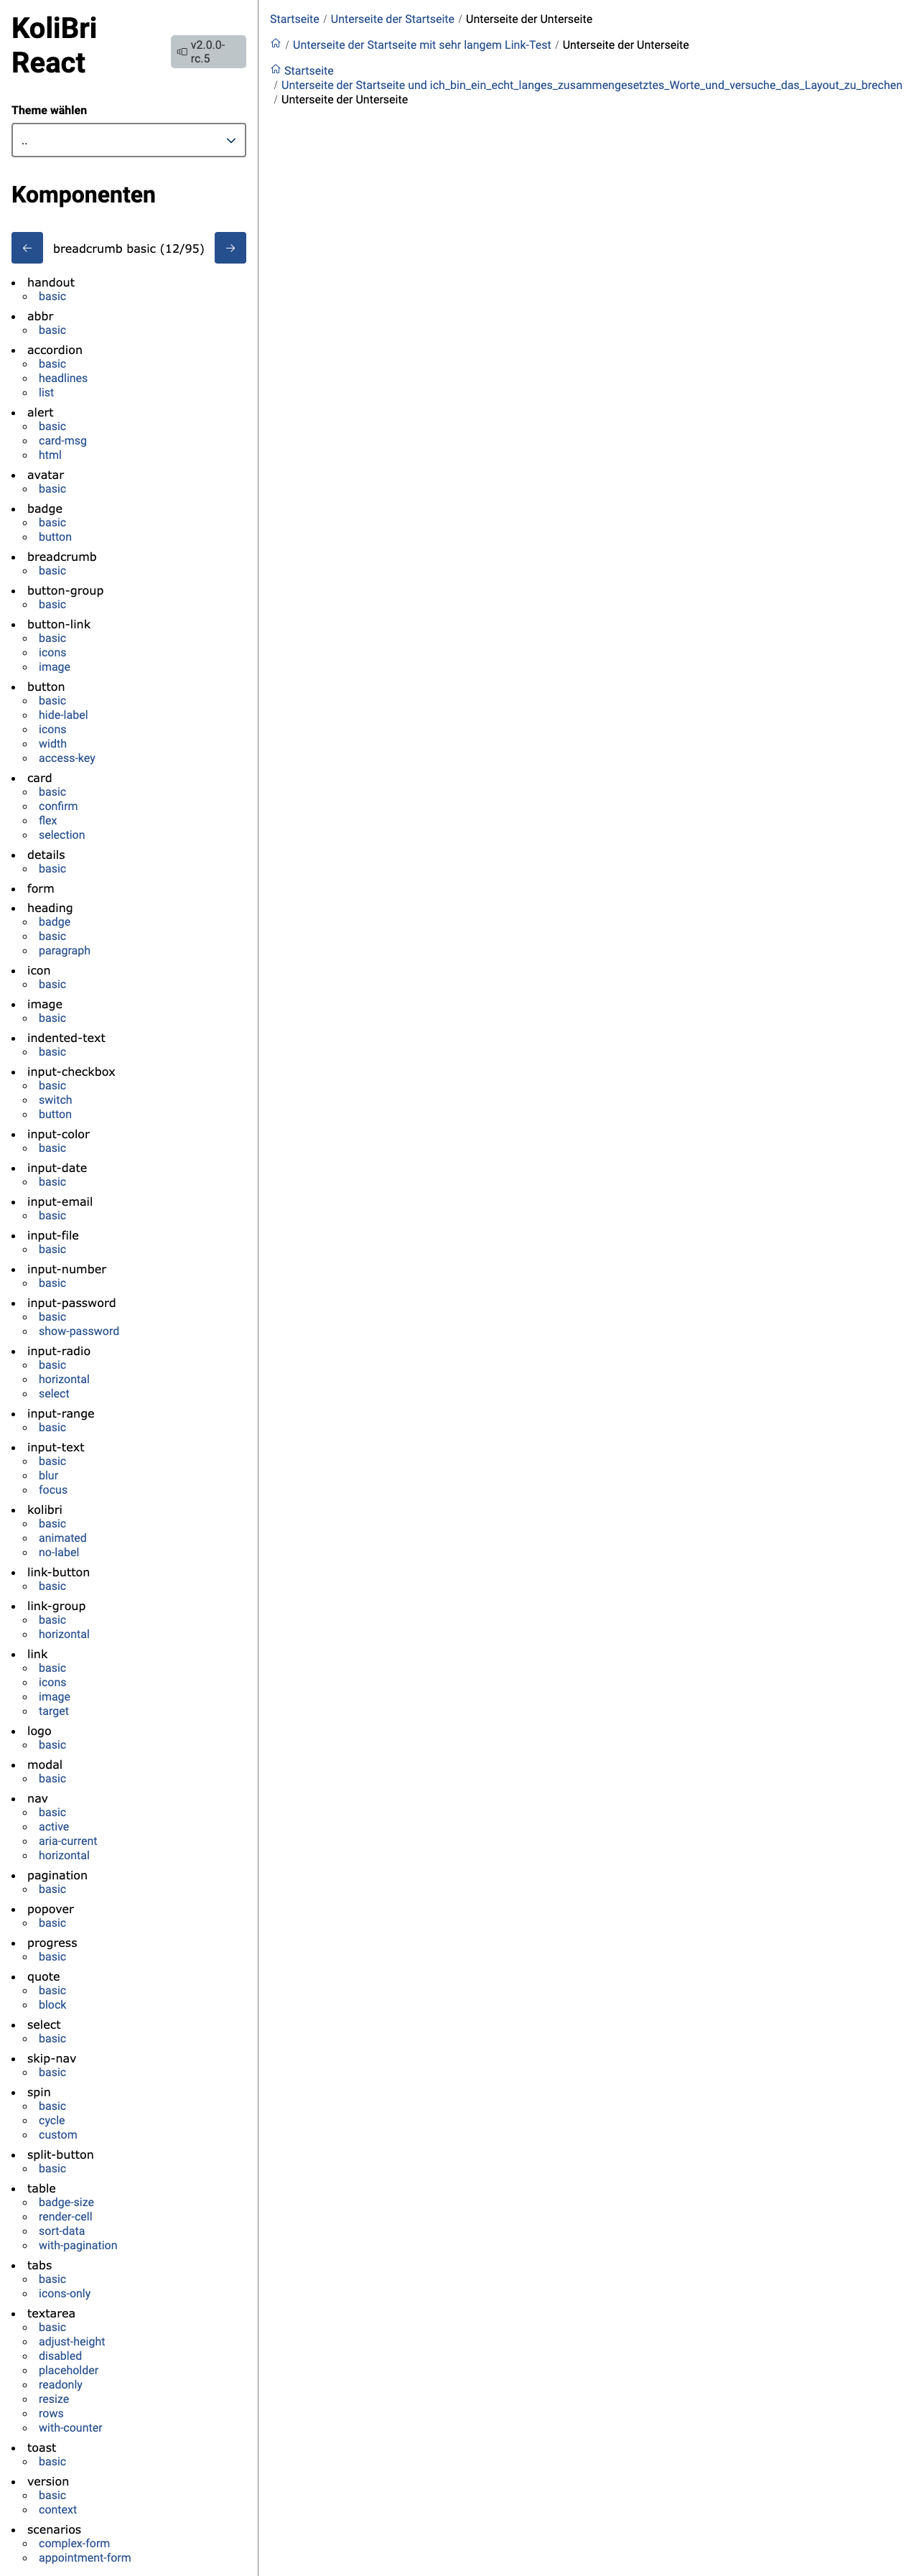 KoliBri
React
v2.0.0-
rc.5
Theme wählen
..
Komponenten
breadcrumb basic (12/95)
handout
basic
abbr
basic
accordion
basic
headlines
list
alert
basic
card-msg
html
avatar
basic
badge
basic
button
breadcrumb
basic
button-group
basic
button-link
basic
icons
image
button
basic
hide-label
icons
width
access-key
card
basic
confirm
flex
selection
details
basic
form
heading
badge
basic
paragraph
icon
basic
image
basic
indented-text
basic
input-checkbox
basic
switch
button
input-color
basic
input-date
basic
input-email
basic
input-file
basic
input-number
basic
input-password
basic
show-password
input-radio
basic
horizontal
select
input-range
basic
input-text
basic
blur
focus
kolibri
basic
animated
no-label
link-button
basic
link-group
basic
horizontal
link
basic
icons
image
target
logo
basic
modal
basic
nav
basic
active
aria-current
horizontal
pagination
basic
popover
basic
progress
basic
quote
basic
block
select
basic
skip-nav
basic
spin
basic
cycle
custom
split-button
basic
table
badge-size
render-cell
sort-data
with-pagination
tabs
basic
icons-only
textarea
basic
adjust-height
disabled
placeholder
readonly
resize
rows
with-counter
toast
basic
version
basic
context
scenarios
complex-form
appointment-form
Startseite / Unterseite der Startseite / Unterseite der Unterseite
/ Unterseite der Startseite mit sehr langem Link-Test / Unterseite der Unterseite
Startseite
/ Unterseite der Startseite und ich_bin_ein_echt_langes_zusammengesetztes_Worte_und_versuche_das_Layout_zu_brechen
/ Unterseite der Unterseite